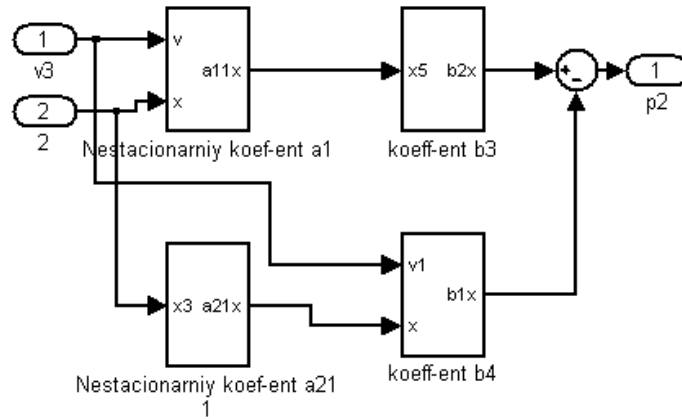 1
v3
2
2
v
x
a11x
Nestacionarniy koef-ent a1
x5
b2x
koeff-ent b3
+
−
1
p2
x3
a21x
Nestacionarniy koef-ent a21
1
v1
x
b1x
koeff-ent b4